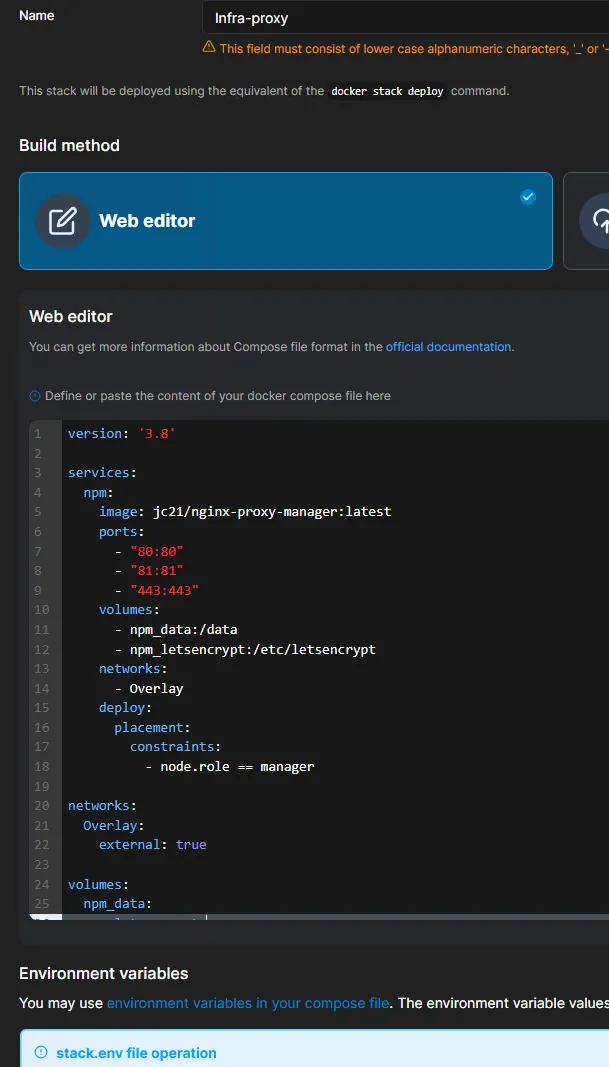 Name
Infra-proxy
This field must consist of lower case alphanumeric characters, '_' or '-
This stack will be deployed using the equivalent of the docker stack deploy command.
Build method
Web editor
Web editor
You can get more information about Compose file format in the official documentation.
Define or paste the content of your docker compose file here
1 version: '3.8'
2
3 services:
4 npm:
5 image: jc21/nginx-proxy-manager:latest
6 ports:
7 - "80:80"
8 - "81:81"
9 - "443:443"
10 volumes:
11 - npm_data:/data
12 - npm_letsencrypt:/etc/letsencrypt
13 networks:
14 - Overlay
15 deploy:
16 placement:
17 constraints:
18 - node.role == manager
19
20 networks:
21 Overlay:
22 external: true
23
24 volumes:
25 npm_data:
Environment variables
You may use environment variables in your compose file. The environment variable values
stack.env file operation